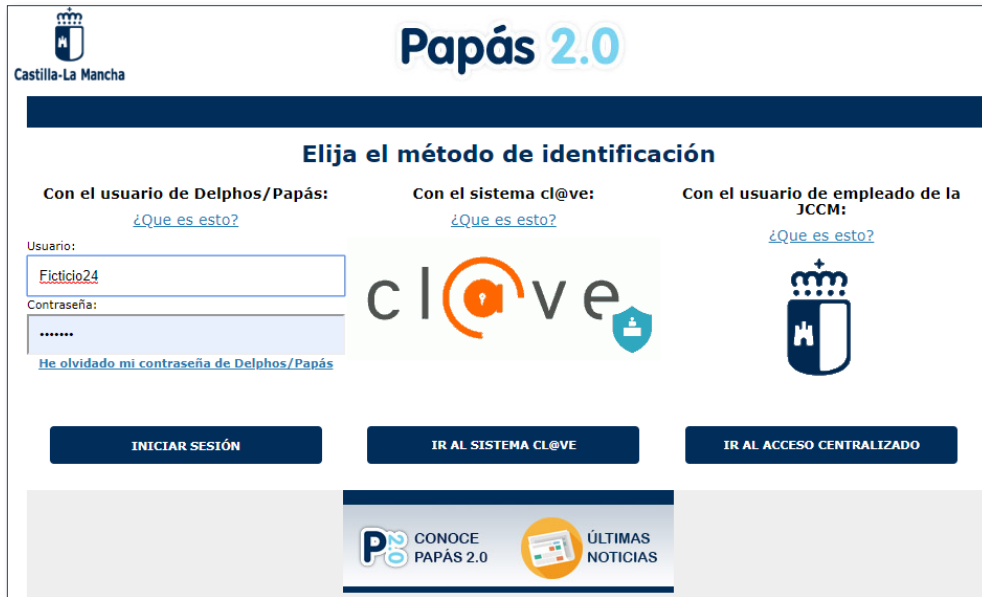 Castilla-La Mancha
Papás 2.0
Elija el método de identificación
Con el usuario de Delphos/Papás:
¿Que es esto?
Usuario:
Ficticio24
Contraseña:
•••••••
He olvidado mi contraseña de Delphos/Papás
INICIAR SESIÓN
Con el sistema cl@ve:
¿Que es esto?
cl@ve
IR AL SISTEMA CL@VE
Con el usuario de empleado de la
JCCM:
¿Que es esto?
IR AL ACCESO CENTRALIZADO
P2.0
CONOCE
PAPÁS 2.0
ÚLTIMAS
NOTICIAS